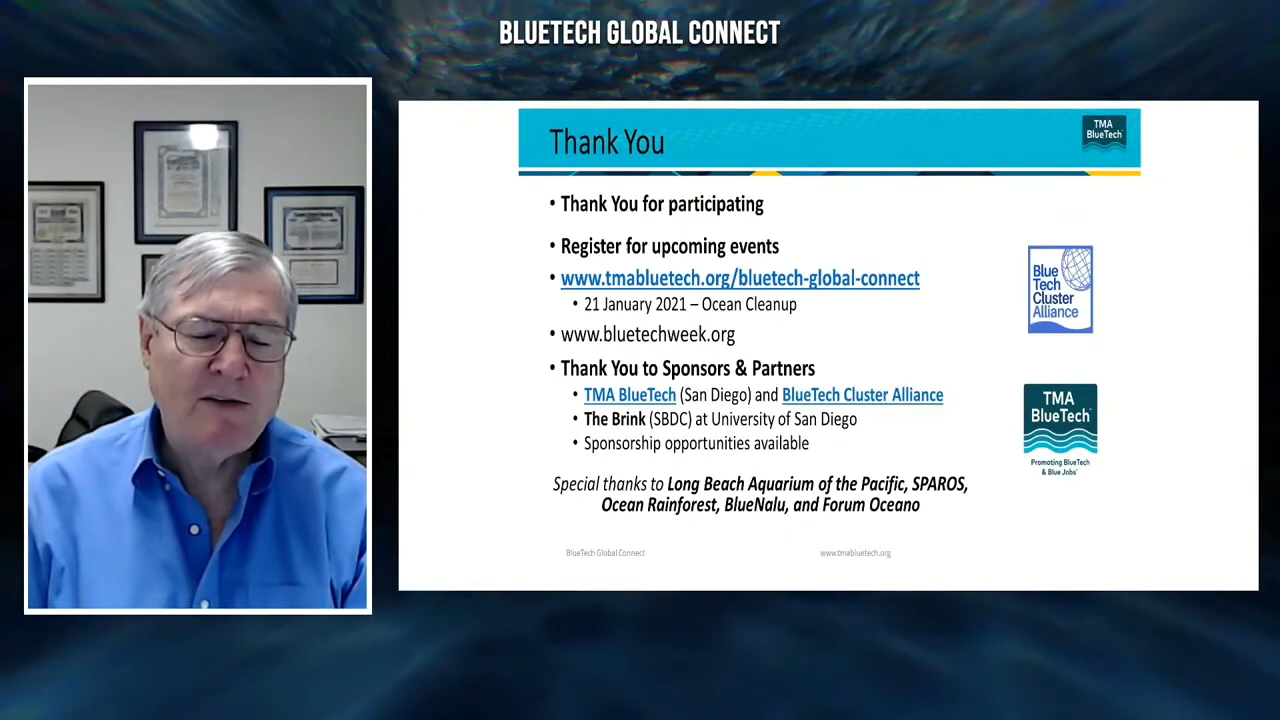 BLUETECH GLOBAL CONNECT
Thank You
TMA
BlueTech
• Thank You for participating
• Register for upcoming events
• www.tmabluetech.org/bluetech-global-connect
• 21 January 2021 – Ocean Cleanup
• www.bluetechweek.org
• Thank You to Sponsors & Partners
• TMA BlueTech (San Diego) and BlueTech Cluster Alliance
• The Brink (SBDC) at University of San Diego
• Sponsorship opportunities available
Special thanks to Long Beach Aquarium of the Pacific, SPAROS,
Ocean Rainforest, BlueNalu, and Forum Oceano
BlueTech Global Connect
www.tmabluetech.org
Blue
Tech
Cluster
Alliance
TMA
BlueTech
Promoting BlueTech
& Blue Jobs